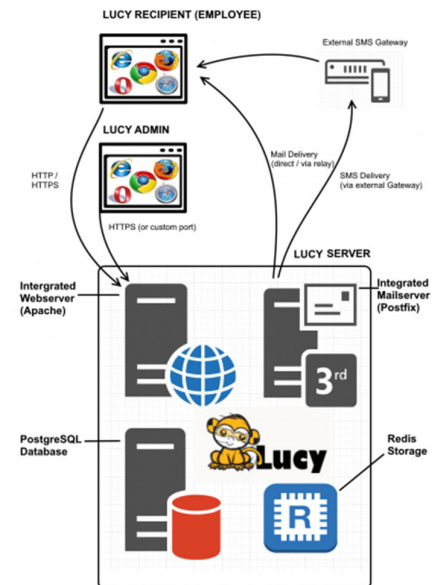 LUCY RECIPIENT (EMPLOYEE)
External SMS Gateway
LUCY ADMIN
HTTP /
HTTPS
Mail Delivery
(direct / via relay)
SMS Delivery
(via external Gateway)
HTTPS (or custom port)
LUCY SERVER
Intergrated
Webserver
(Apache)
Integrated
Mailserver
(Postfix)
3rd
PostgreSQL
Database
Lucy
Redis
Storage
R